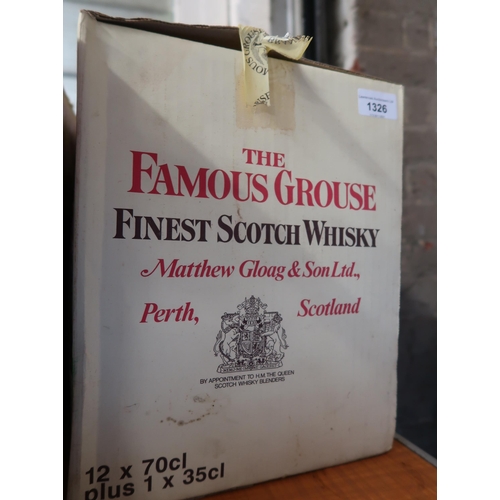 1326
THE
FAMOUS GROUSE
FINEST SCOTCH WHISKY
Matthew Gloag & Son Ltd.,
Perth, Scotland
BY APPOINTMENT TO H.M. THE QUEEN
SCOTCH WHISKY BLENDERS
12 x 70cl
plus 1 x 35cl